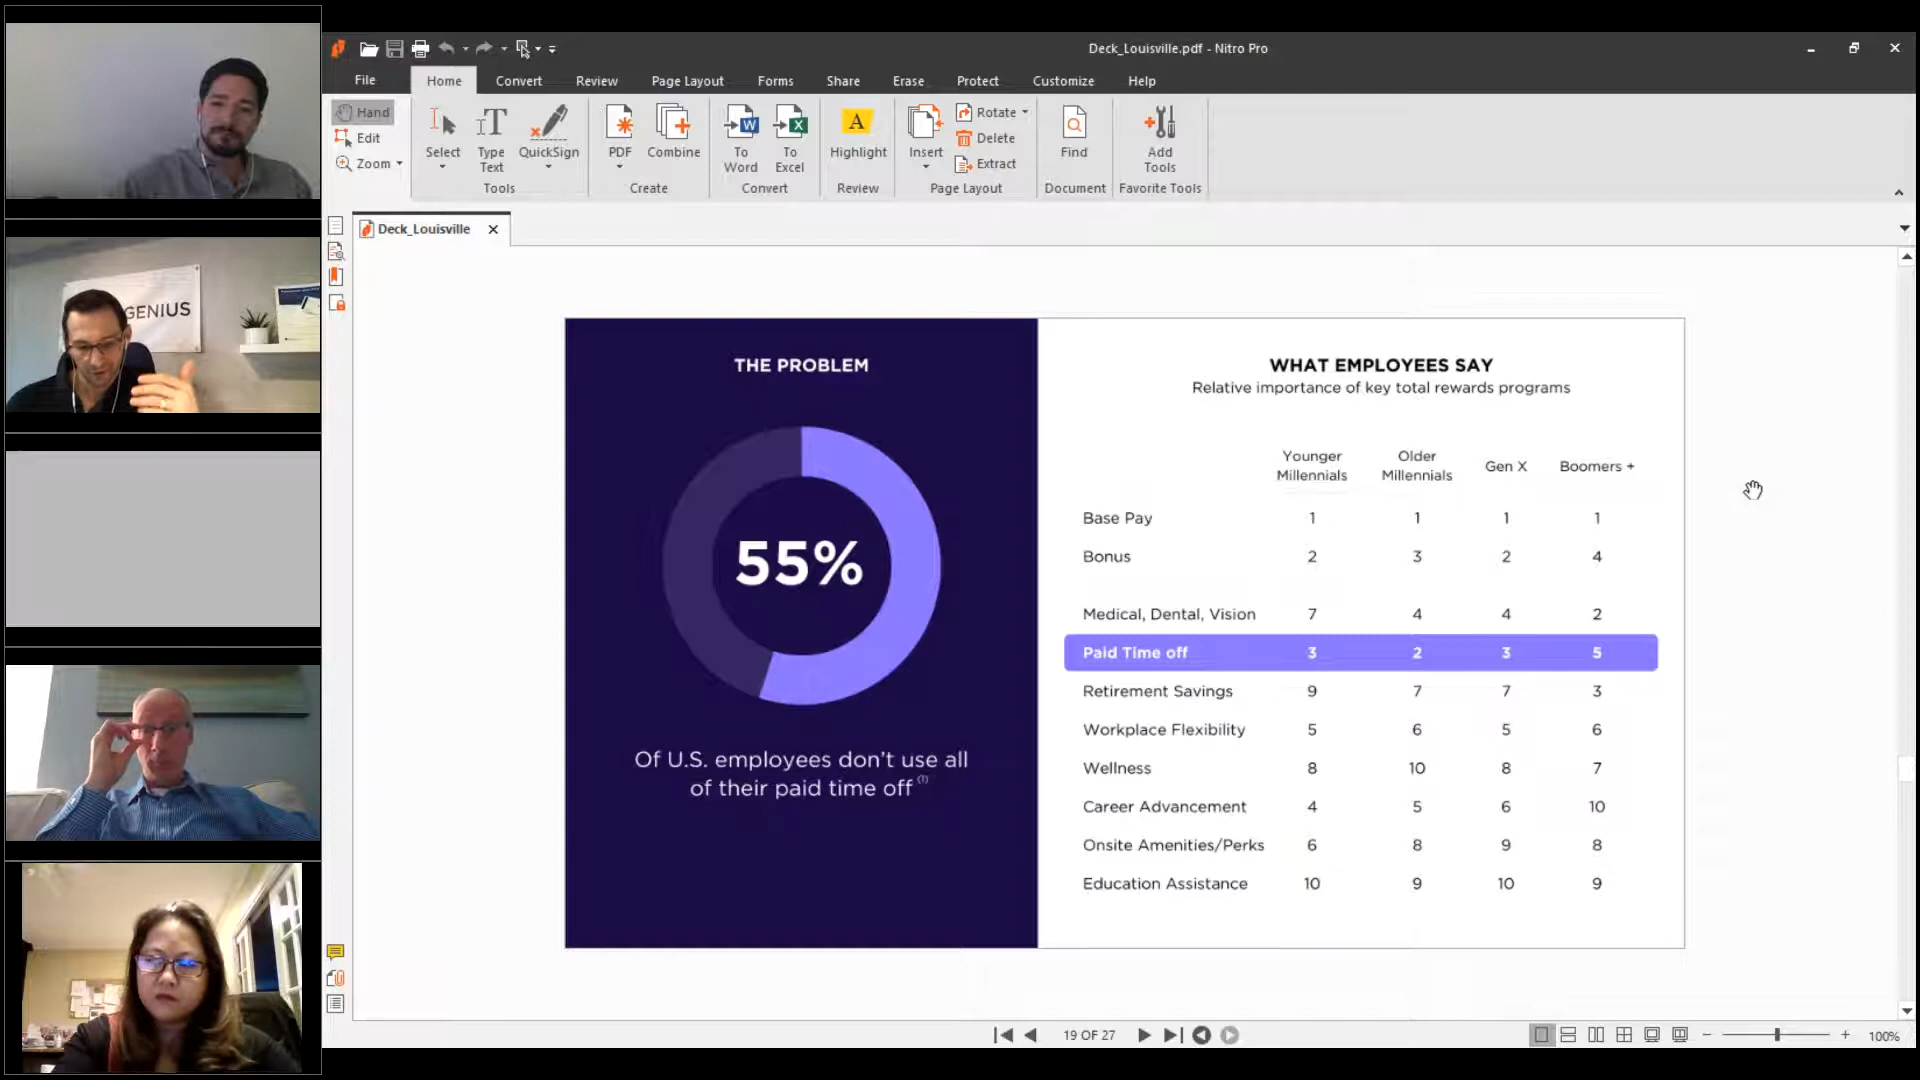 GENIUS
Deck_Louisville.pdf - Nitro Pro
File Home Convert Review Page Layout Forms Share Erase Protect Customize Help
Hand
Edit
Zoom
Select
Type Text
QuickSign
Tools
PDF
Combine
Create
To Word
To Excel
Convert
A
Highlight
Review
Insert
Rotate
Delete
Extract
Page Layout
Find
Document
Add Tools
Favorite Tools
Deck_Louisville
THE PROBLEM
55%
Of U.S. employees don't use all
of their paid time off (1)
WHAT EMPLOYEES SAY
Relative importance of key total rewards programs
Younger Millennials Older Millennials Gen X Boomers +
Base Pay 1 1 1 1
Bonus 2 3 2 4
Medical, Dental, Vision 7 4 4 2
Paid Time off 3 2 3 5
Retirement Savings 9 7 7 3
Workplace Flexibility 5 6 5 6
Wellness 8 10 8 7
Career Advancement 4 5 6 10
Onsite Amenities/Perks 6 8 9 8
Education Assistance 10 9 10 9
19 OF 27
100%